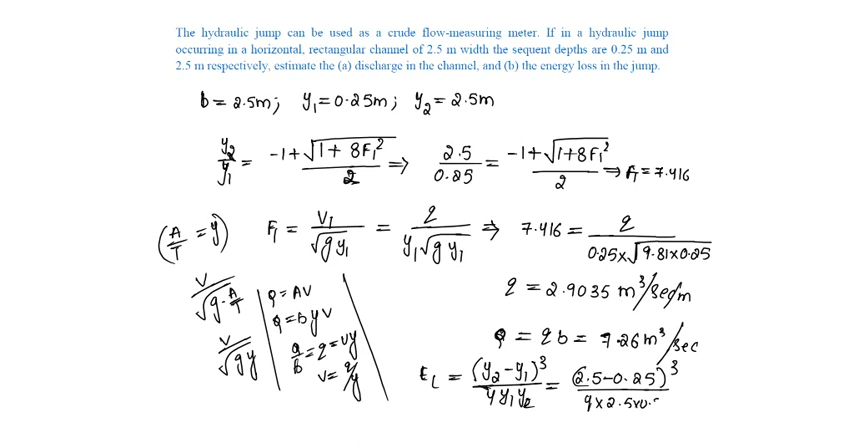 The hydraulic jump can be used as a crude flow-measuring meter. If in a hydraulic jump
occurring in a horizontal, rectangular channel of 2.5 m width the sequent depths are 0.25 m and
2.5 m respectively, estimate the (a) discharge in the channel, and (b) the energy loss in the jump.
b = 2.5m; y₁ = 0.25m; y₂ = 2.5m
y₂/y₁ = (-1+√(1+8F₁²))/2 ⇒ 2.5/0.25 = (-1+√(1+8F₁²))/2 ⇒ F₁ = 7.416
(A/T = y) F₁ = V₁/√(gy₁) = q/(y₁√(gy₁)) ⇒ 7.416 = q/(0.25×√(9.81×0.25))
V/√(g·A/T)
Q = AV
Q = b y V
q = 2.9035 m³/sec/m
V/√(gy)
Q/b = q = vy
v = q/y
Q = qb = 7.26 m³/sec
E_L = (y₂-y₁)³/(4y₁y₂) = (2.5-0.25)³/(4×2.5×0.